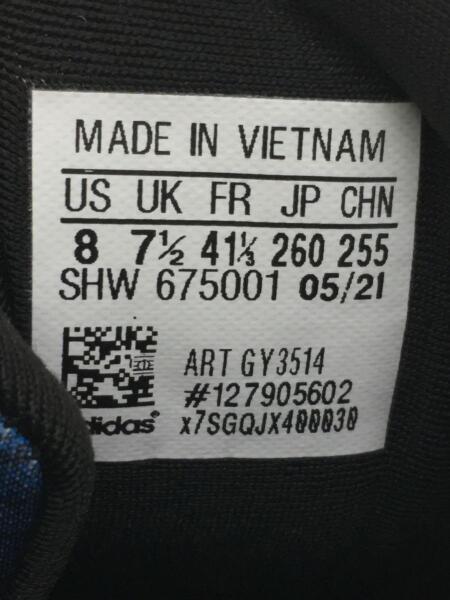 MADE IN VIETNAM
US UK FR JP CHN
8 7½ 41⅓ 260 255
SHW 675001 05/21
ART GY3514
#127905602
adidas® x7SGQJX400030